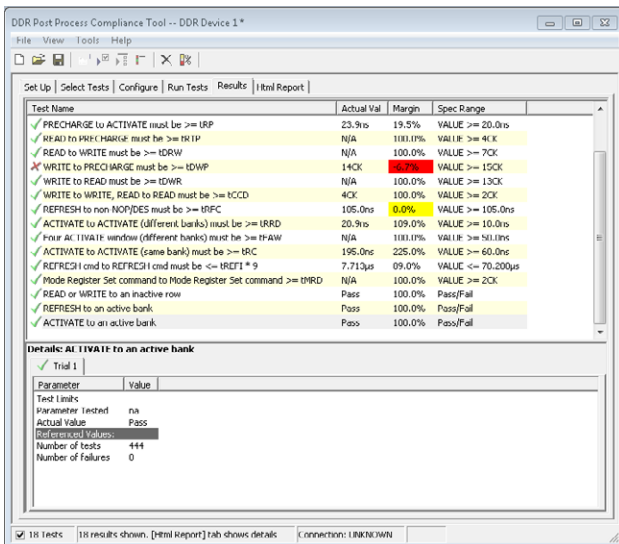 DDR Post Process Compliance Tool -- DDR Device 1*
File View Tools Help
Set Up Select Tests Configure Run Tests Results Html Report
Test Name Actual Val Margin Spec Range
PRECHARGE to ACTIVATE must be >= tRP 23.9ns 19.5% VALUE >= 20.0ns
READ to PRECHARGE must be >= tRTP N/A 100.0% VALUE >= 4CK
READ to WRITE must be >= tDRW N/A 100.0% VALUE >= 7CK
WRITE to PRECHARGE must be >= tDWP 14CK -6.7% VALUE >= 15CK
WRITE to READ must be >= tDWR N/A 100.0% VALUE >= 13CK
WRITE to WRITE, READ to READ must be >= tCCD 4CK 100.0% VALUE >= 2CK
REFRESH to non NOP/DES must be >= tRFC 105.0ns 0.0% VALUE >= 105.0ns
ACTIVATE to ACTIVATE (different banks) must be >= tRRD 20.9ns 109.0% VALUE >= 10.0ns
Four ACTIVATE window (different banks) must be >= tFAW N/A 100.0% VALUE >= 50.0ns
ACTIVATE to ACTIVATE (same bank) must be >= tRC 195.0ns 225.0% VALUE >= 60.0ns
REFRESH cmd to REFRESH cmd must be <= tREFI * 9 7.713µs 89.0% VALUE <= 70.200µs
Mode Register Set command to Mode Register Set command >= tMRD N/A 100.0% VALUE >= 2CK
READ or WRITE to an inactive row Pass 100.0% Pass/Fail
REFRESH to an active bank Pass 100.0% Pass/Fail
ACTIVATE to an active bank Pass 100.0% Pass/Fail
Details: ACTIVATE to an active bank
Trial 1
Parameter Value
Test Limits
Parameter Tested na
Actual Value Pass
Referenced Values:
Number of tests 444
Number of failures 0
18 Tests 18 results shown. [Html Report] tab shows details Connection: UNKNOWN